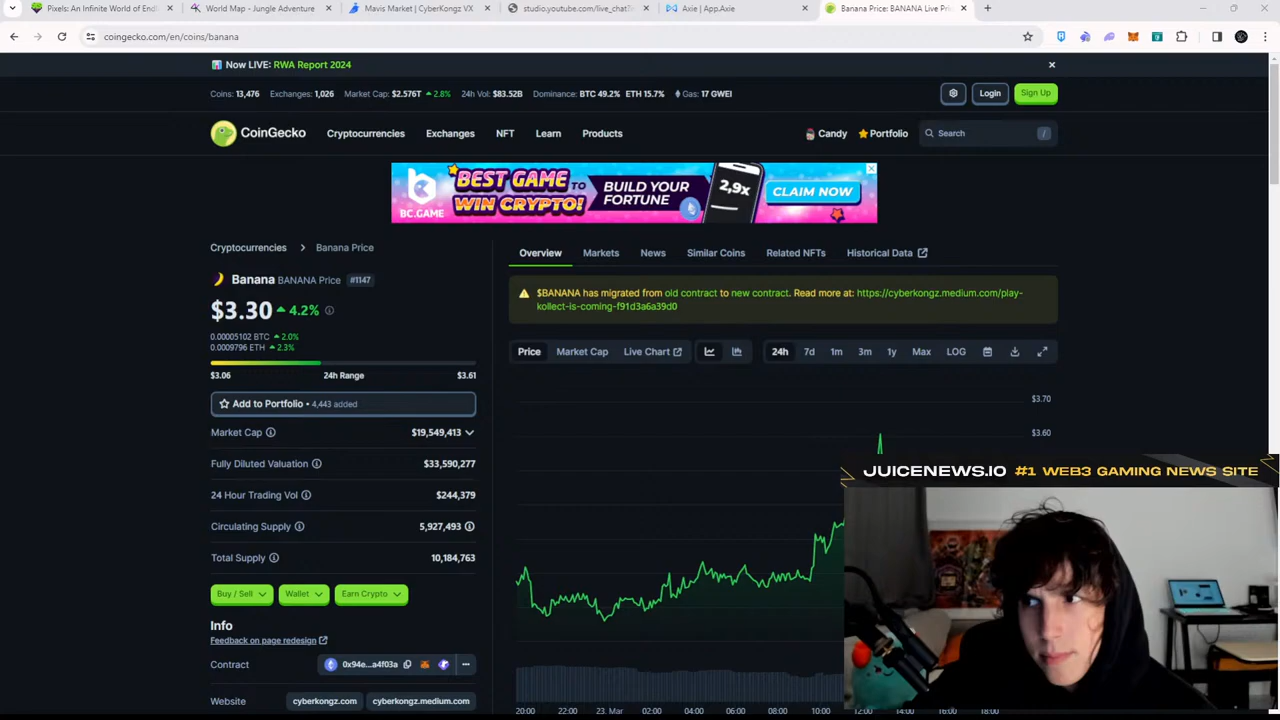 Pixels: An Infinite World of Endl
World Map - Jungle Adventure
Mavis Market | CyberKongz VX
studio.youtube.com/live_chat?i
Axie | App.Axie
Banana Price: BANANA Live Pri
coingecko.com/en/coins/banana
Now LIVE: RWA Report 2024
Coins: 13,476 Exchanges: 1,026 Market Cap: $2.576T 2.8% 24h Vol: $83.52B Dominance: BTC 49.2% ETH 15.7% Gas: 17 GWEI
Login
Sign Up
CoinGecko
Cryptocurrencies Exchanges NFT Learn Products
Candy Portfolio Search /
BC.GAME
BEST GAME TO
WIN CRYPTO!
BUILD YOUR
FORTUNE
2,9x
CLAIM NOW
Cryptocurrencies > Banana Price
Banana BANANA Price #1147
$3.30 4.2%
0.00005102 BTC 2.0%
0.0009796 ETH 2.3%
$3.06 24h Range $3.61
Add to Portfolio • 4,443 added
Market Cap $19,549,413
Fully Diluted Valuation $33,590,277
24 Hour Trading Vol $244,379
Circulating Supply 5,927,493
Total Supply 10,184,763
Buy / Sell Wallet Earn Crypto
Info
Feedback on page redesign
Contract 0x94e...a4f03a
Website cyberkongz.com cyberkongz.medium.com
Overview Markets News Similar Coins Related NFTs Historical Data
$BANANA has migrated from old contract to new contract. Read more at: https://cyberkongz.medium.com/play-
kollect-is-coming-f91d3a6a39d0
Price Market Cap Live Chart 24h 7d 1m 3m 1y Max LOG
$3.70
$3.60
JUICENEWS.IO #1 WEB3 GAMING NEWS SITE
20:00 22:00 23. Mar 02:00 04:00 06:00 08:00 10:00 12:00 14:00 16:00 18:00